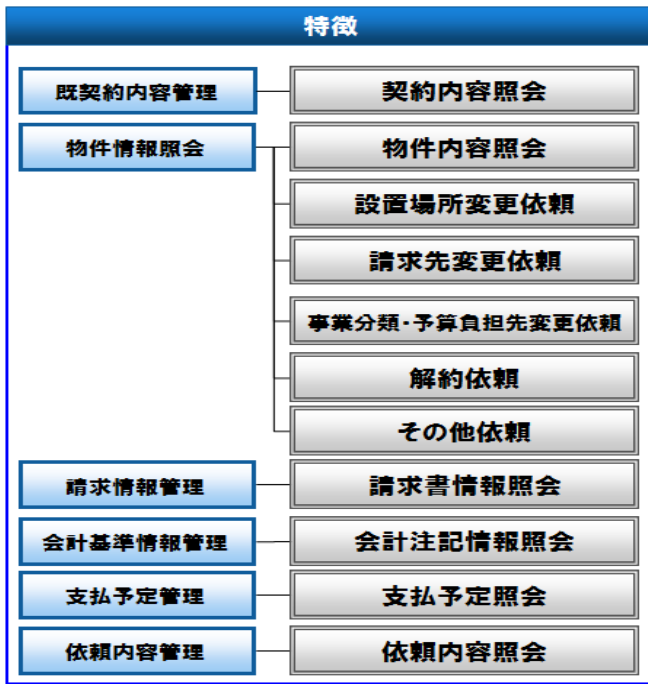 特徴
既契約内容管理
契約内容照会
物件情報照会
物件内容照会
設置場所変更依頼
請求先変更依頼
事業分類・予算負担先変更依頼
解約依頼
その他依頼
請求情報管理
請求書情報照会
会計基準情報管理
会計注記情報照会
支払予定管理
支払予定照会
依頼内容管理
依頼内容照会